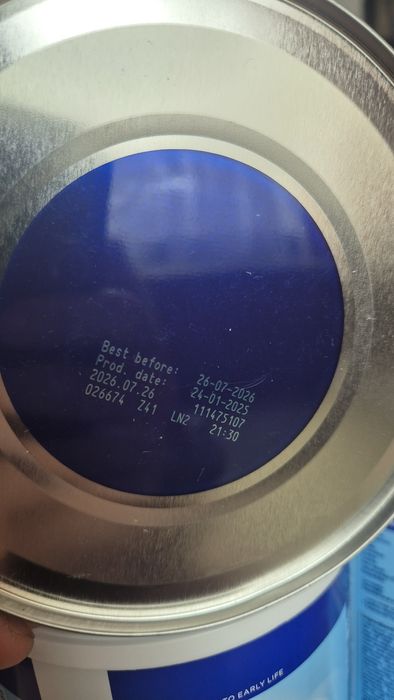 Best before: 26-07-2026
Prod. date: 24-01-2025
2026.07.26 111475107
026674 Z41 LN2 21:30
TO EARLY LIFE